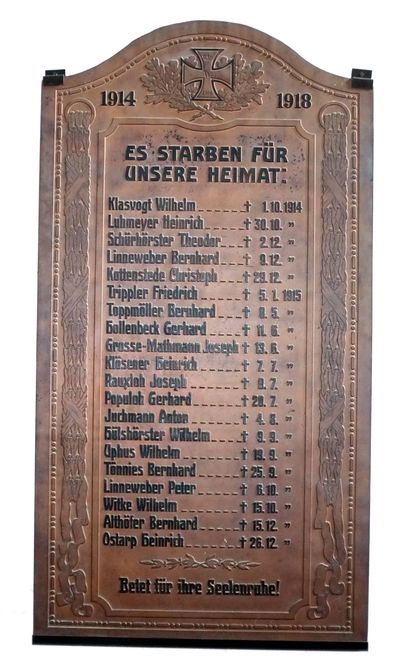 1914 1918
ES STARBEN FÜR
UNSERE HEIMAT:
Klasvogt Wilhelm † 1.10.1914
Luhmeyer Heinrich † 30.10. "
Schürhörster Theodor † 2.12. "
Linneweber Bernhard † 9.12. "
Kottenstede Christoph † 29.12. "
Trippler Friedrich † 5.1.1915
Toppmöller Bernhard † 8.5. "
Hollenbeck Gerhard † 11.6. "
Grosse-Mathmann Joseph † 13.6. "
Klösener Heinrich † 7.7. "
Rauxloh Joseph † 9.7. "
Populoh Gerhard † 20.7. "
Juchmann Anton † 4.8. "
Hölshörster Wilhelm † 9.9. "
Uphus Wilhelm † 19.9. "
Tönnies Bernhard † 25.9. "
Linneweber Peter † 6.10. "
Witke Wilhelm † 15.10. "
Althöfer Bernhard † 15.12. "
Ostarp Heinrich † 26.12. "
Betet für ihre Seelenruhe!